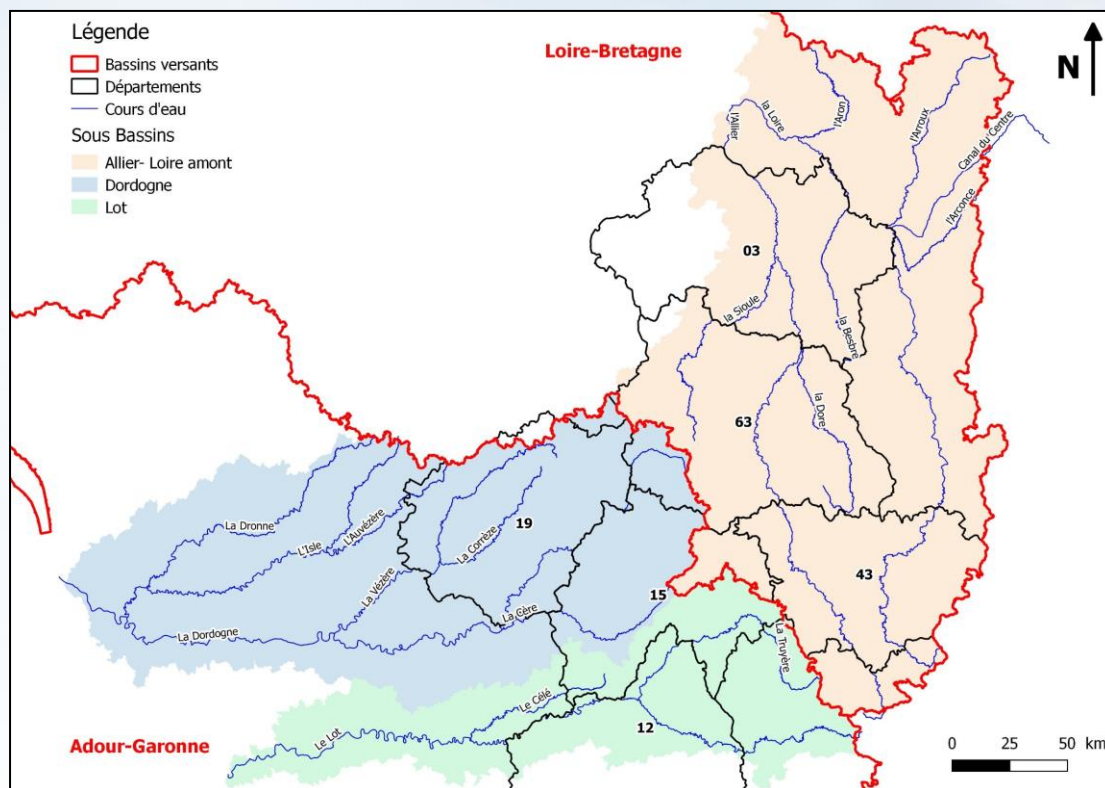 Légende
Bassins versants
Départements
Cours d'eau
Sous Bassins
Allier- Loire amont
Dordogne
Lot
Loire-Bretagne
N
l'Allier
la Loire
l'Aron
l'Arroux
Canal du Centre
l'Arconce
03
la Sioule
la Besbre
63
la Dore
19
La Dronne
L'Isle
L'Auvézère
La Corrèze
La Vézère
43
15
La Cère
La Dordogne
La Truyère
Le Célé
12
Le Lot
Adour-Garonne
0 25 50 km